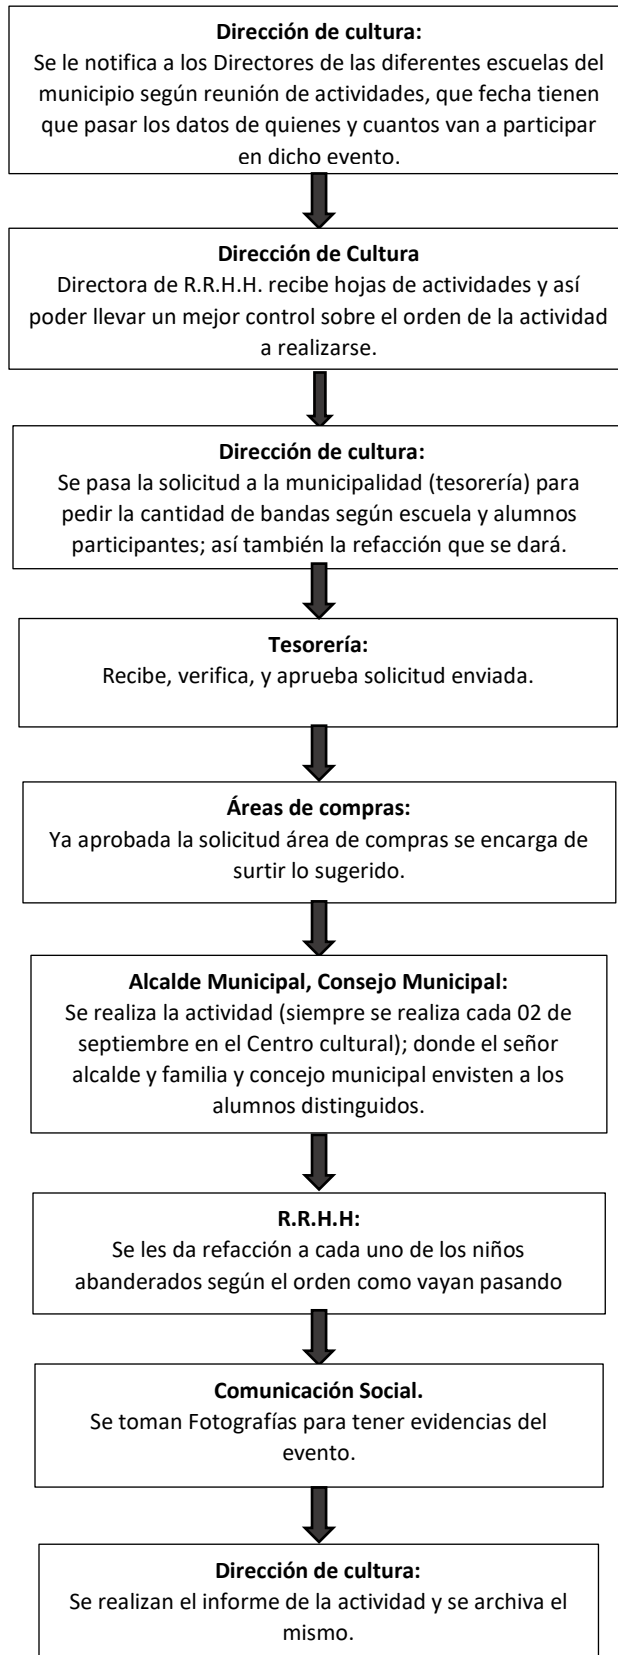 Dirección de cultura:
Se le notifica a los Directores de las diferentes escuelas del
municipio según reunión de actividades, que fecha tienen
que pasar los datos de quienes y cuantos van a participar
en dicho evento.
Dirección de Cultura
Directora de R.R.H.H. recibe hojas de actividades y así
poder llevar un mejor control sobre el orden de la actividad
a realizarse.
Dirección de cultura:
Se pasa la solicitud a la municipalidad (tesorería) para
pedir la cantidad de bandas según escuela y alumnos
participantes; así también la refacción que se dará.
Tesorería:
Recibe, verifica, y aprueba solicitud enviada.
Áreas de compras:
Ya aprobada la solicitud área de compras se encarga de
surtir lo sugerido.
Alcalde Municipal, Consejo Municipal:
Se realiza la actividad (siempre se realiza cada 02 de
septiembre en el Centro cultural); donde el señor
alcalde y familia y concejo municipal envisten a los
alumnos distinguidos.
R.R.H.H:
Se les da refacción a cada uno de los niños
abanderados según el orden como vayan pasando
Comunicación Social.
Se toman Fotografías para tener evidencias del
evento.
Dirección de cultura:
Se realizan el informe de la actividad y se archiva el
mismo.